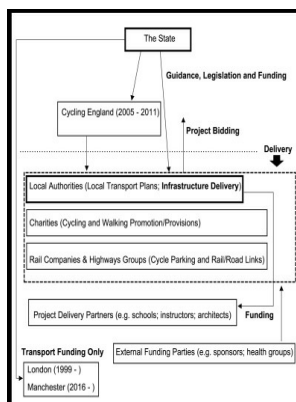 The State
Guidance, Legislation and Funding
Cycling England (2005 - 2011)
Project Bidding
Delivery
Local Authorities (Local Transport Plans; Infrastructure Delivery)
Charities (Cycling and Walking Promotion/Provisions)
Rail Companies & Highways Groups (Cycle Parking and Rail/Road Links)
Project Delivery Partners (e.g. schools; instructors; architects)
Funding
Transport Funding Only
External Funding Parties (e.g. sponsors; health groups)
London (1999 - )
Manchester (2016 - )